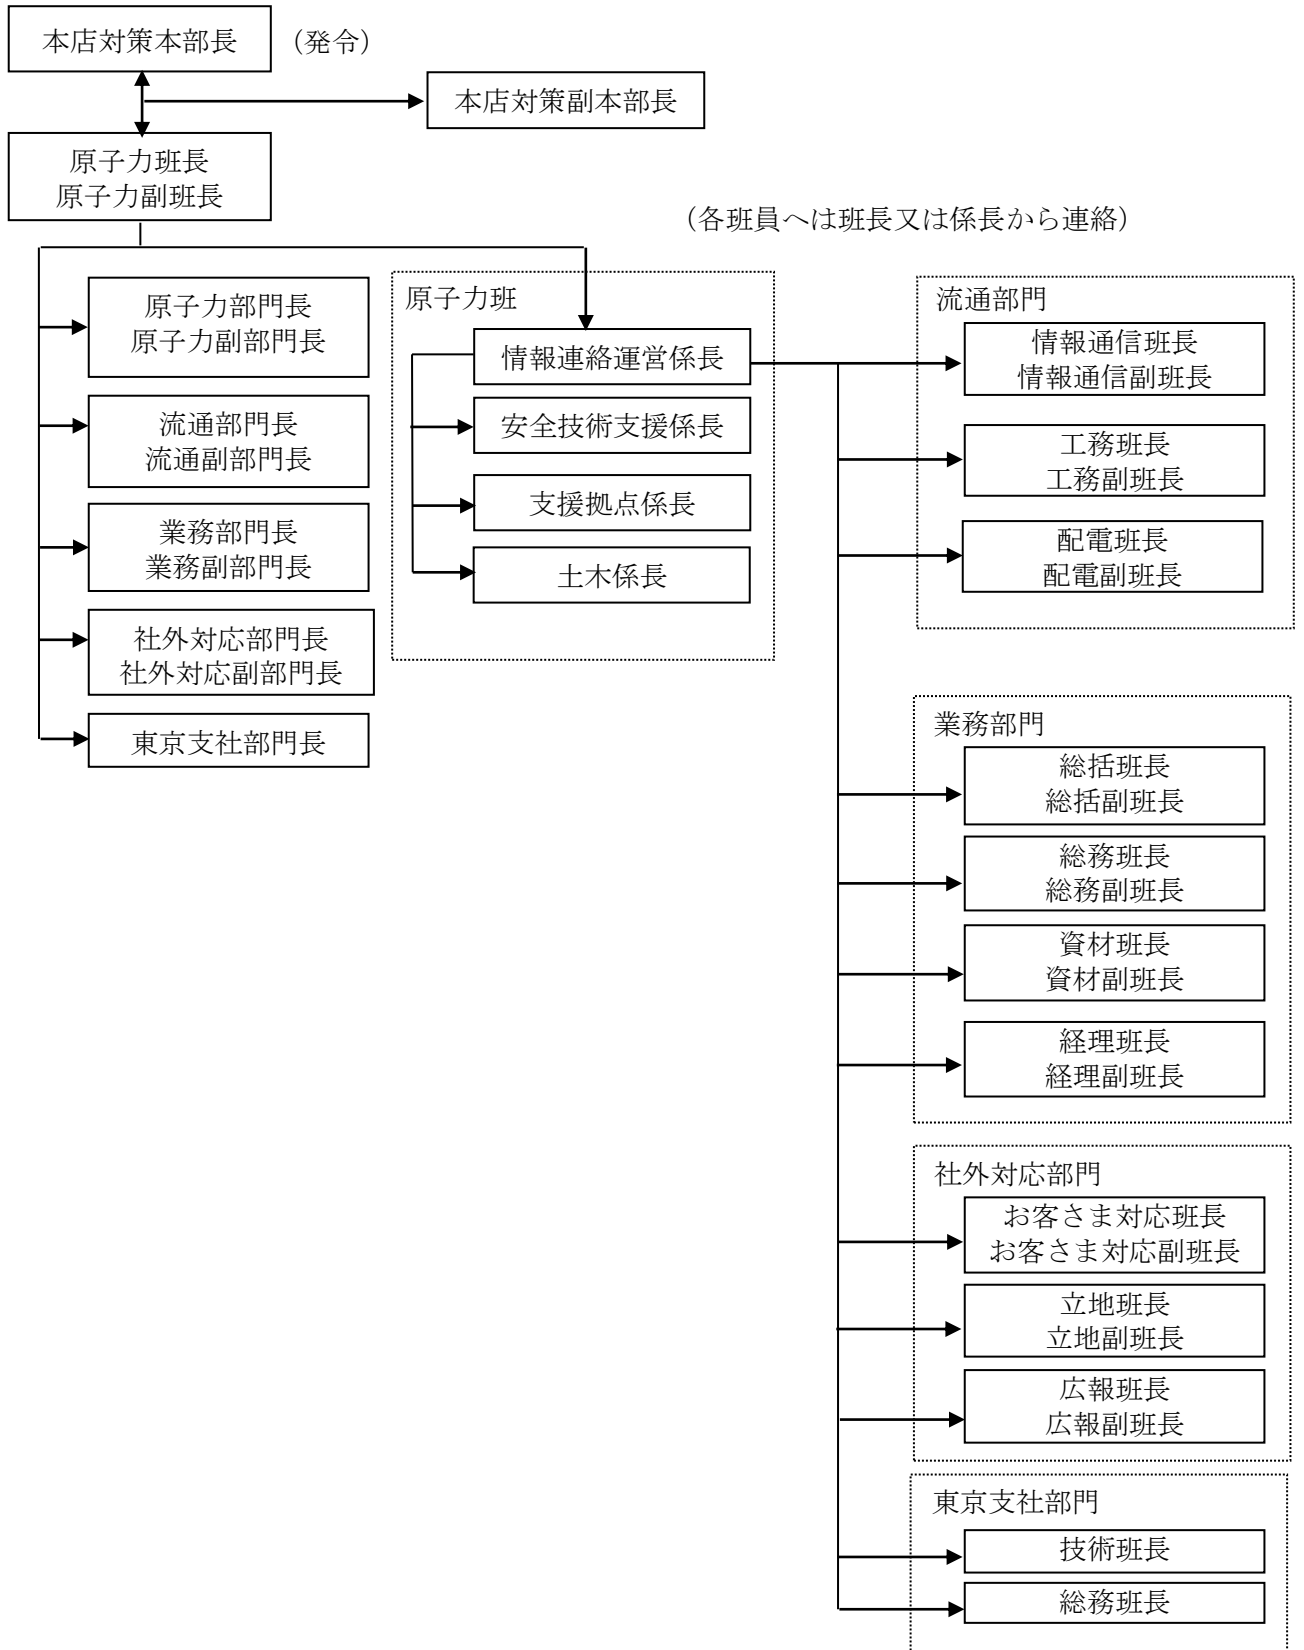 本店対策本部長
（発令）
本店対策副本部長
原子力班長
原子力副班長
（各班員へは班長又は係長から連絡）
原子力部門長
原子力副部門長
流通部門長
流通副部門長
業務部門長
業務副部門長
社外対応部門長
社外対応副部門長
東京支社部門長
原子力班
情報連絡運営係長
安全技術支援係長
支援拠点係長
土木係長
流通部門
情報通信班長
情報通信副班長
工務班長
工務副班長
配電班長
配電副班長
業務部門
総括班長
総括副班長
総務班長
総務副班長
資材班長
資材副班長
経理班長
経理副班長
社外対応部門
お客さま対応班長
お客さま対応副班長
立地班長
立地副班長
広報班長
広報副班長
東京支社部門
技術班長
総務班長